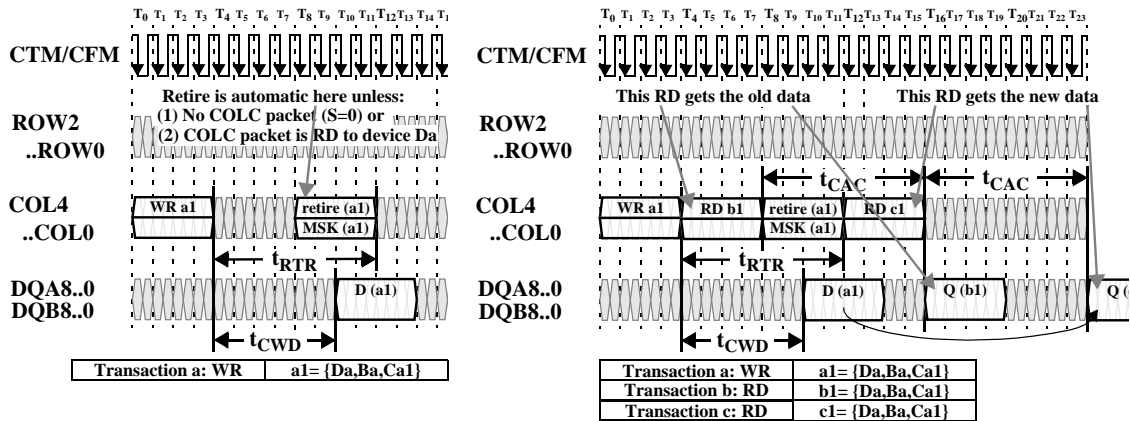 T0 T1 T2 T3 T4 T5 T6 T7 T8 T9 T10 T11 T12 T13 T14
CTM/CFM
Retire is automatic here unless:
(1) No COLC packet (S=0) or
(2) COLC packet is RD to device Da
ROW2
..ROW0
COL4
..COL0
WR a1
retire (a1)
MSK (a1)
tRTR
DQA8..0
DQB8..0
D (a1)
tCWD
Transaction a: WR a1= {Da,Ba,Ca1}
T0 T1 T2 T3 T4 T5 T6 T7 T8 T9 T10 T11 T12 T13 T14 T15 T16 T17 T18 T19 T20 T21 T22 T23
CTM/CFM
This RD gets the old data
This RD gets the new data
ROW2
..ROW0
tCAC
tCAC
COL4
..COL0
WR a1
RD b1
retire (a1)
MSK (a1)
RD c1
tRTR
DQA8..0
DQB8..0
D (a1)
Q (b1)
Q (
tCWD
Transaction a: WR a1= {Da,Ba,Ca1}
Transaction b: RD b1= {Da,Ba,Ca1}
Transaction c: RD c1= {Da,Ba,Ca1}